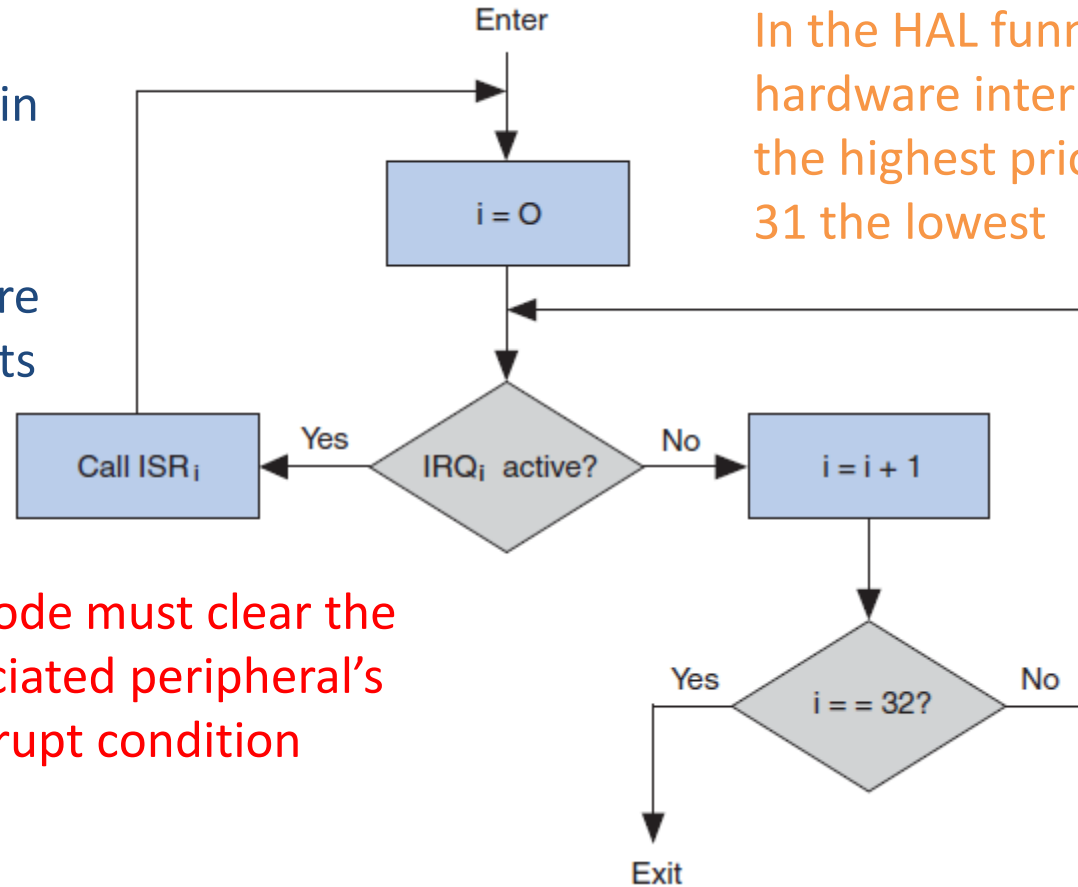 Enter
In the HAL funn
hardware inter
the highest pric
31 the lowest
in
i = O
re
ts
Call ISRi
Yes
IRQi active?
No
i = i + 1
ode must clear the
ciated peripheral's
rupt condition
Yes
i = = 32?
No
Exit